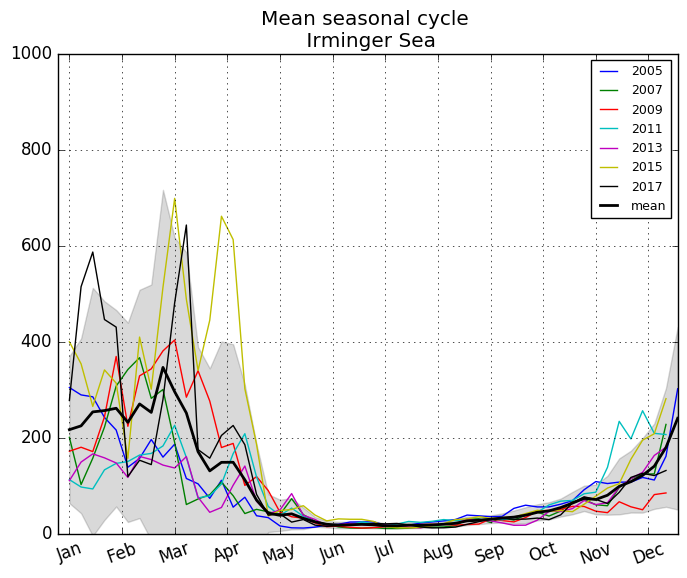 Mean seasonal cycle
Irminger Sea
1000
800
600
400
200
0
2005
2007
2009
2011
2013
2015
2017
mean
Jan
Feb
Mar
Apr
May
Jun
Jul
Aug
Sep
Oct
Nov
Dec